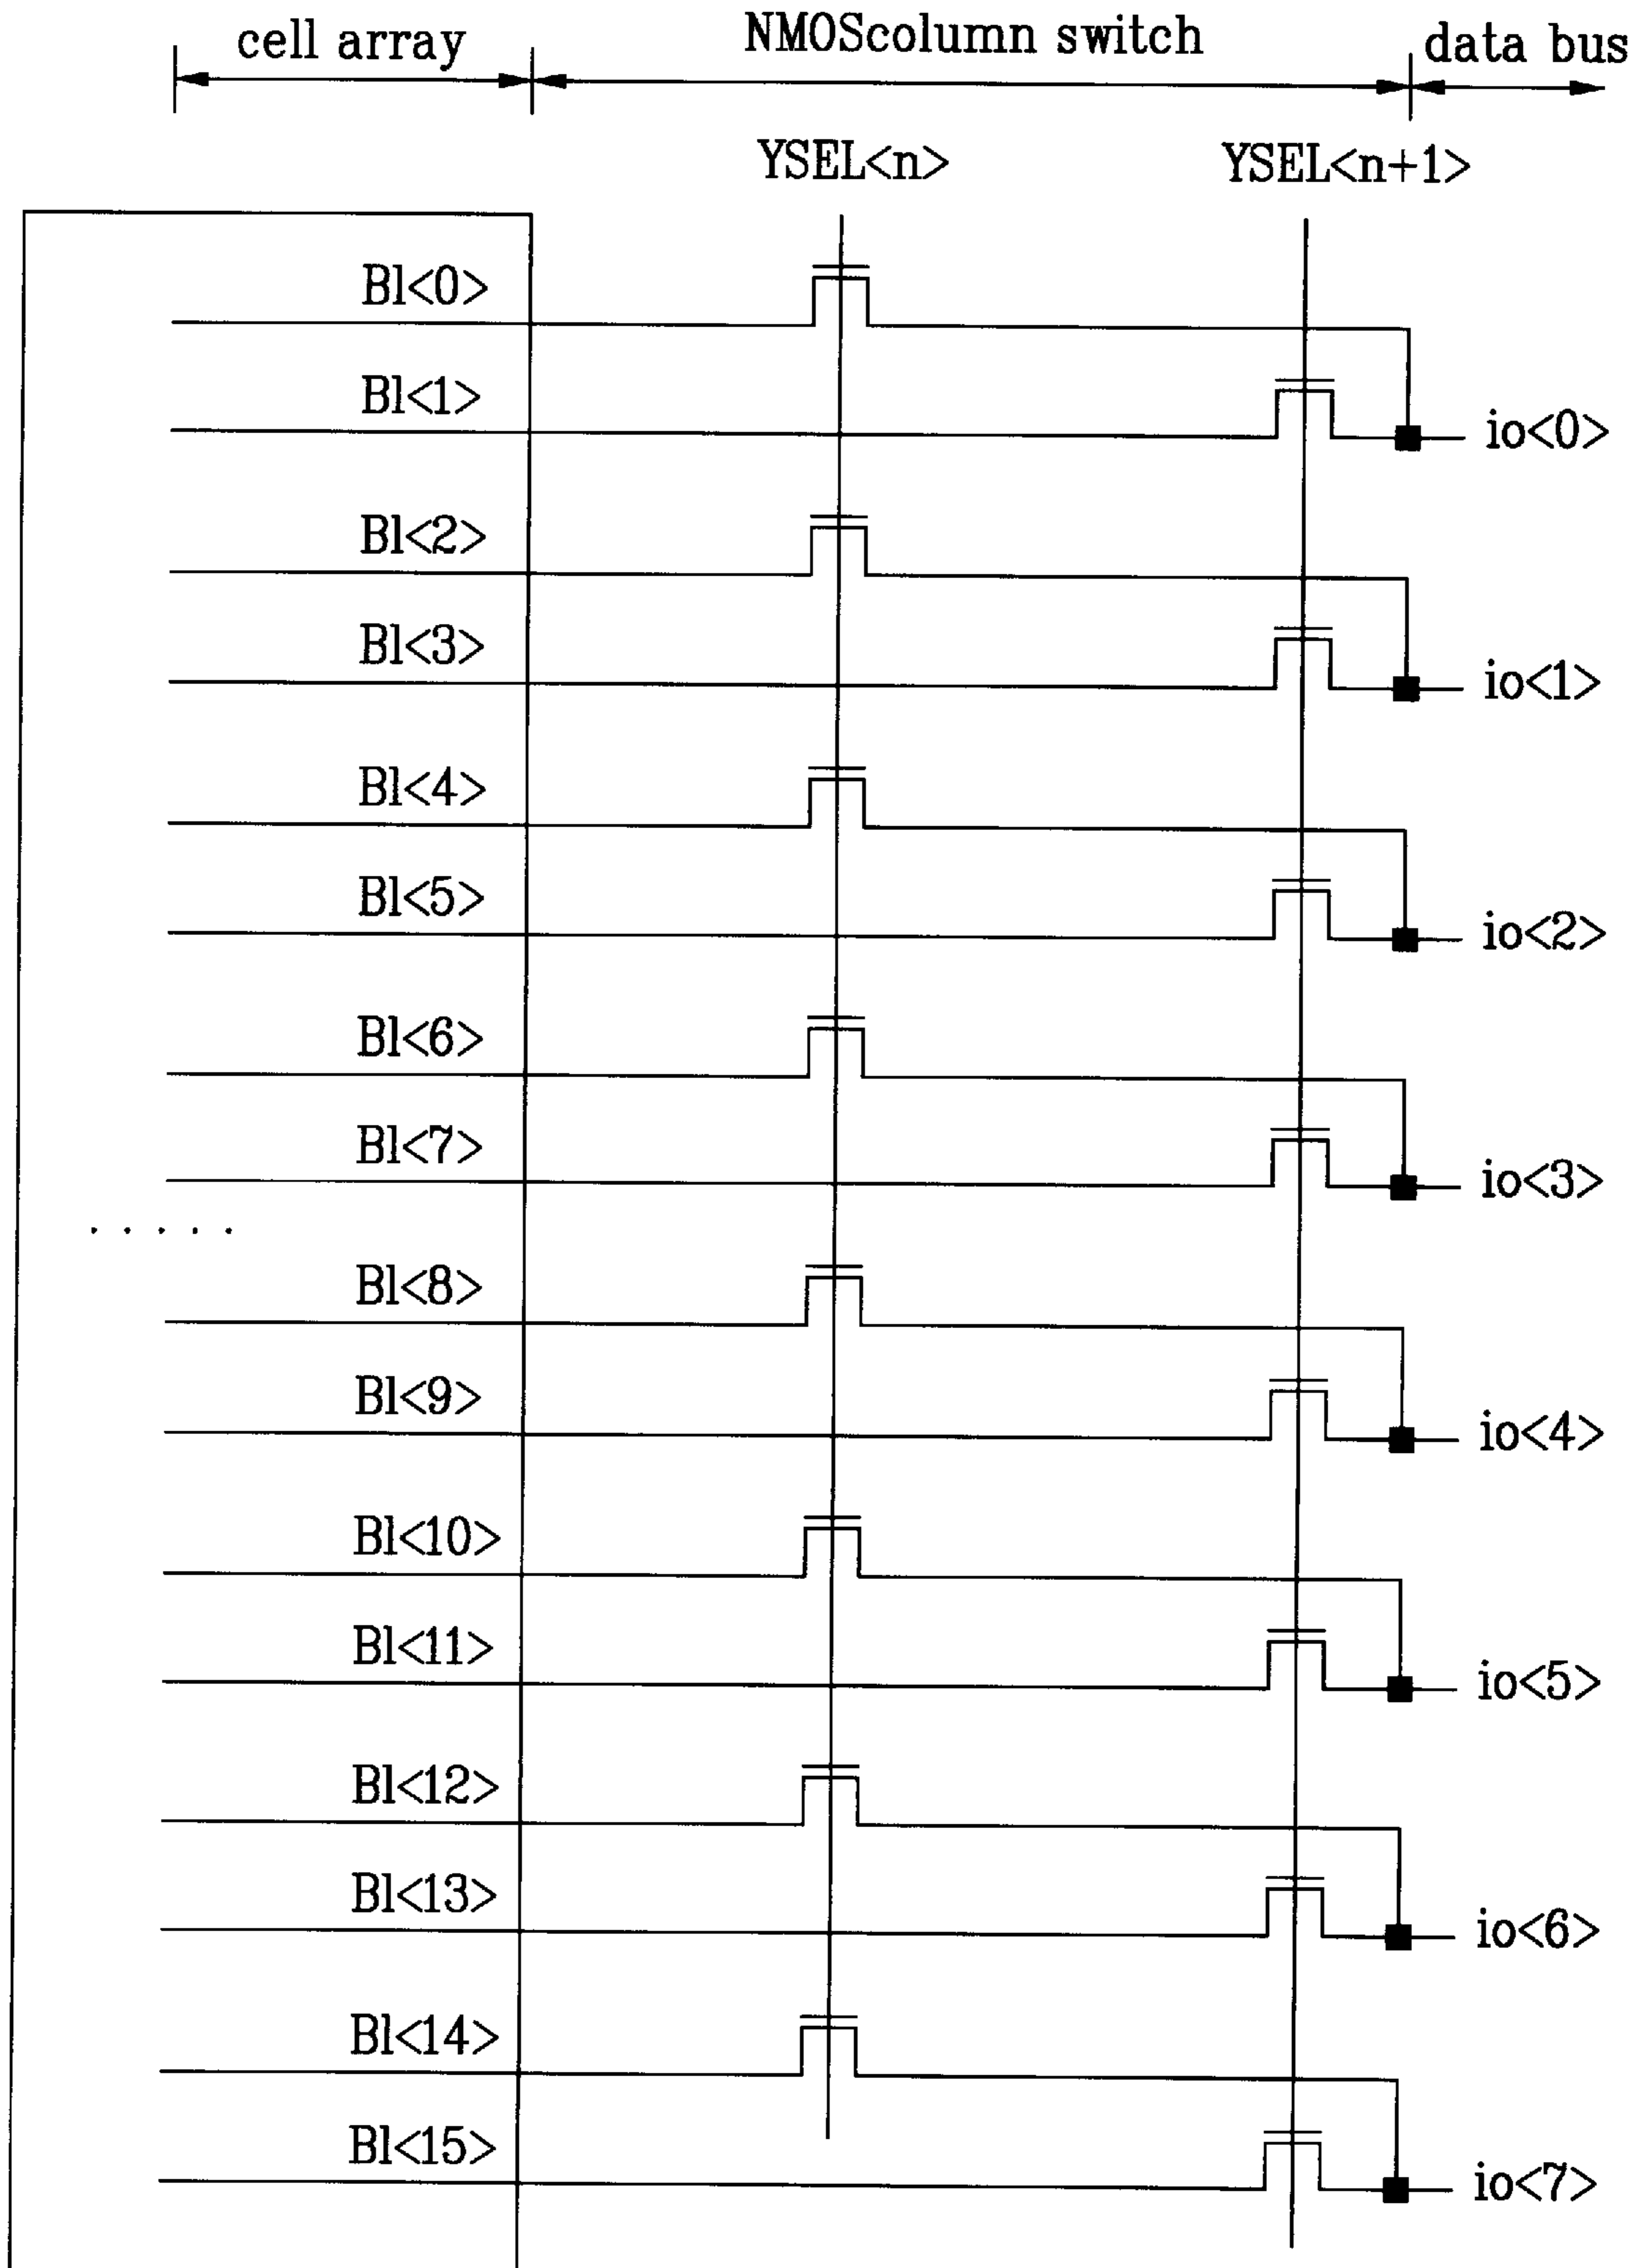 cell array
NMOScolumn switch
data bus
YSEL<n>
YSEL<n+1>
Bl<0>
Bl<1>
io<0>
Bl<2>
Bl<3>
io<1>
Bl<4>
Bl<5>
io<2>
Bl<6>
Bl<7>
io<3>
.....
Bl<8>
Bl<9>
io<4>
Bl<10>
Bl<11>
io<5>
Bl<12>
Bl<13>
io<6>
Bl<14>
Bl<15>
io<7>